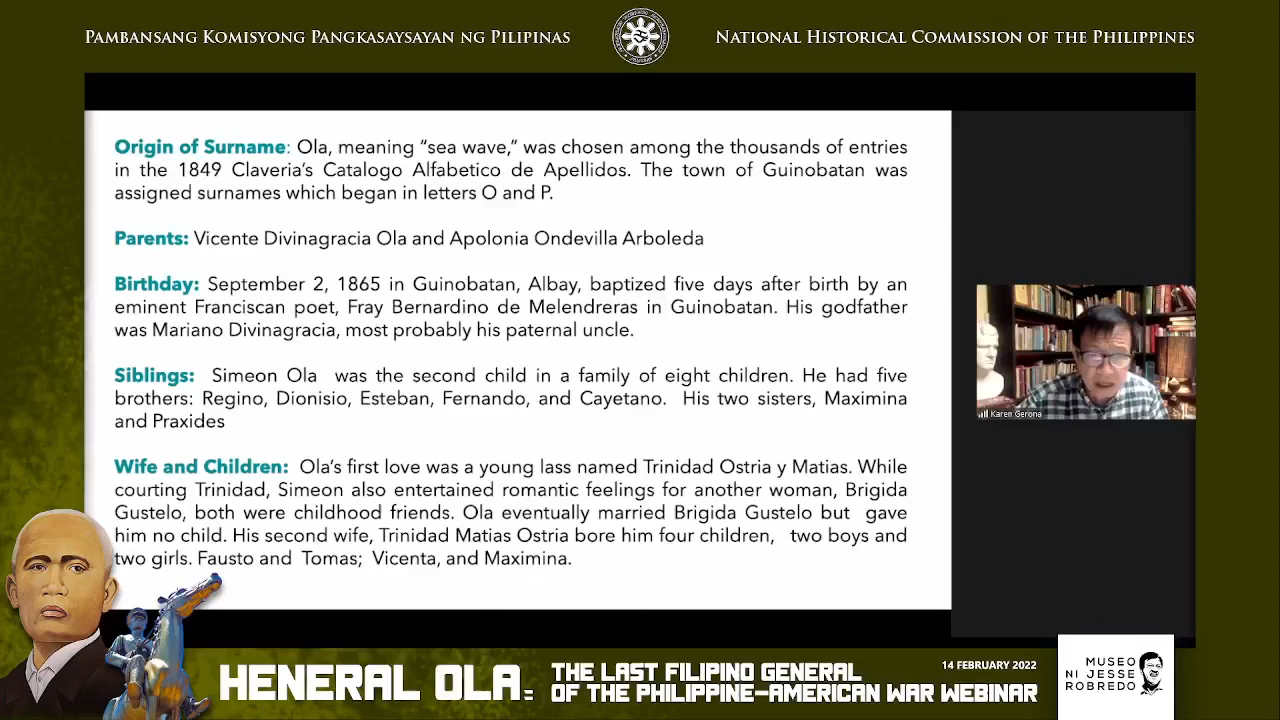 PAMBANSANG KOMISYONG PANGKASAYSAYAN NG PILIPINAS
NATIONAL HISTORICAL COMMISSION OF THE PHILIPPINES
Origin of Surname: Ola, meaning “sea wave,” was chosen among the thousands of entries
in the 1849 Claveria’s Catalogo Alfabetico de Apellidos. The town of Guinobatan was
assigned surnames which began in letters O and P.
Parents: Vicente Divinagracia Ola and Apolonia Ondevilla Arboleda
Birthday: September 2, 1865 in Guinobatan, Albay, baptized five days after birth by an
eminent Franciscan poet, Fray Bernardino de Melendreras in Guinobatan. His godfather
was Mariano Divinagracia, most probably his paternal uncle.
Siblings: Simeon Ola was the second child in a family of eight children. He had five
brothers: Regino, Dionisio, Esteban, Fernando, and Cayetano. His two sisters, Maximina
and Praxides
Wife and Children: Ola’s first love was a young lass named Trinidad Ostria y Matias. While
courting Trinidad, Simeon also entertained romantic feelings for another woman, Brigida
Gustelo, both were childhood friends. Ola eventually married Brigida Gustelo but gave
him no child. His second wife, Trinidad Matias Ostria bore him four children, two boys and
two girls. Fausto and Tomas; Vicenta, and Maximina.
Karen Gerona
HENERAL OLA:
THE LAST FILIPINO GENERAL
OF THE PHILIPPINE-AMERICAN WAR WEBINAR
14 FEBRUARY 2022
MUSEO
NI JESSE
ROBREDO